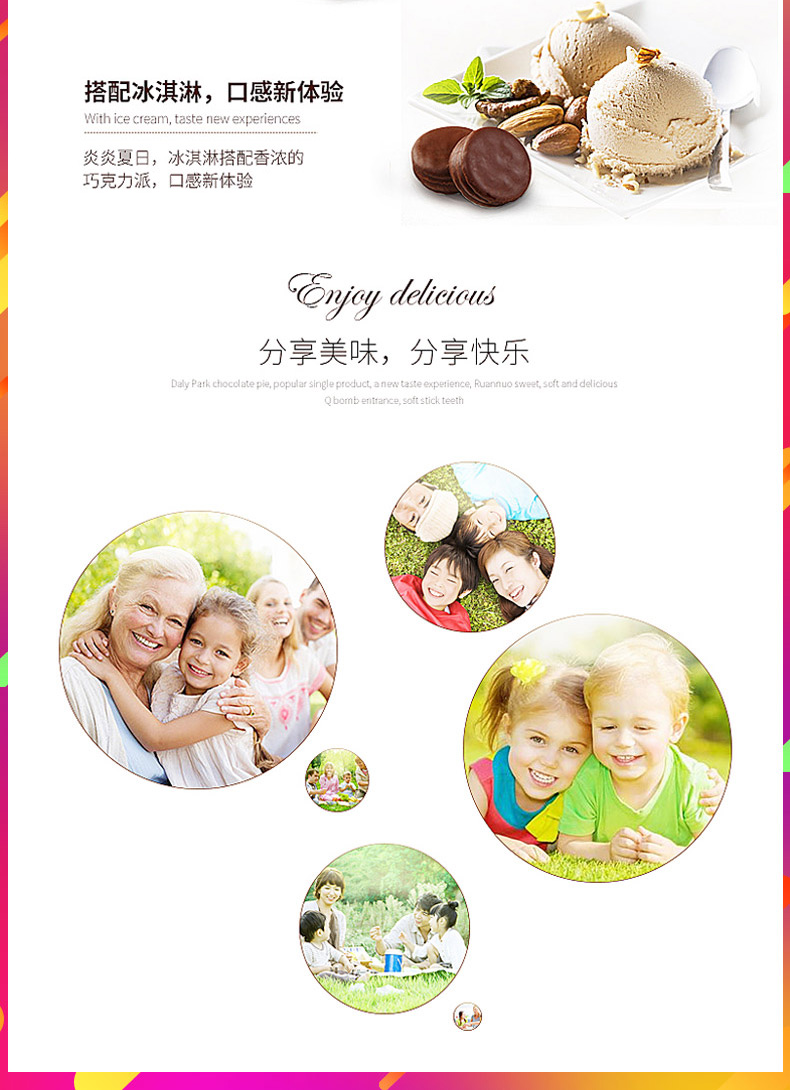 搭配冰淇淋，口感新体验
With ice cream, taste new experiences
炎炎夏日，冰淇淋搭配香浓的
巧克力派，口感新体验
Enjoy delicious
分享美味，分享快乐
Daly Park chocolate pie, popular single product, a new taste experience, Ruannuo sweet, soft and delicious
Q bomb entrance, soft stick teeth